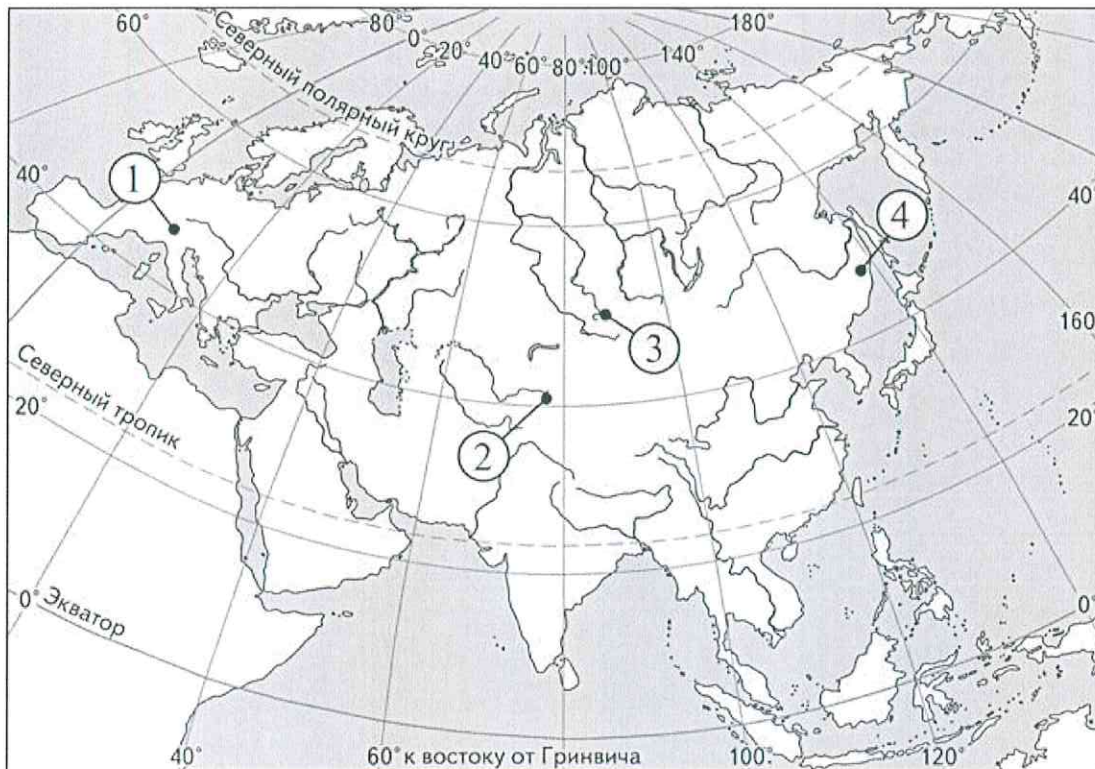 60° 80° 0° 20° 40° 60° 80° 100° 140° 180°
Северный полярный круг
40°
1
4
40°
3
160°
Северный тропик
20°
2
20°
0° Экватор
0°
40° 60° к востоку от Гринвича 100° 120°